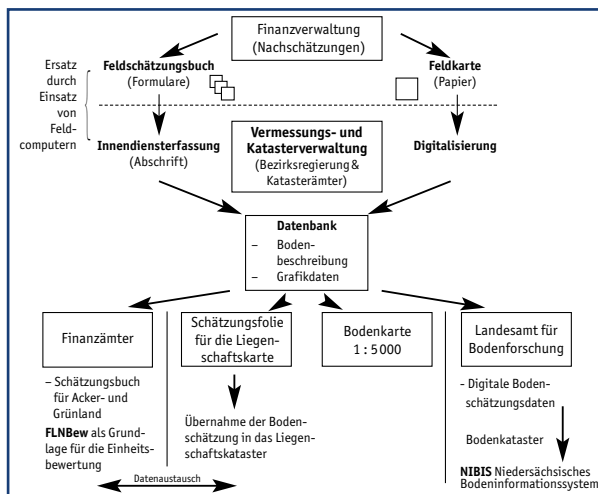 Finanzverwaltung
(Nachschätzungen)
Ersatz
durch
Einsatz
von
Feld-
computern
Feldschätzungsbuch
(Formulare)
Feldkarte
(Papier)
Innendiensterfassung
(Abschrift)
Vermessungs- und
Katasterverwaltung
(Bezirksregierung &
Katasterämter)
Digitalisierung
Datenbank
– Boden-
beschreibung
– Grafikdaten
Finanzämter
Schätzungsfolie
für die Liegen-
schaftskarte
Bodenkarte
1 : 5000
Landesamt für
Bodenforschung
– Schätzungsbuch
für Acker- und
Grünland
FLNBew als Grund-
lage für die Einheits-
bewertung
Übernahme der Boden-
schätzung in das Liegen-
schaftskataster
Datenaustausch
- Digitale Boden-
schätzungsdaten
Bodenkataster
NIBIS Niedersächsisches
Bodeninformationssystem